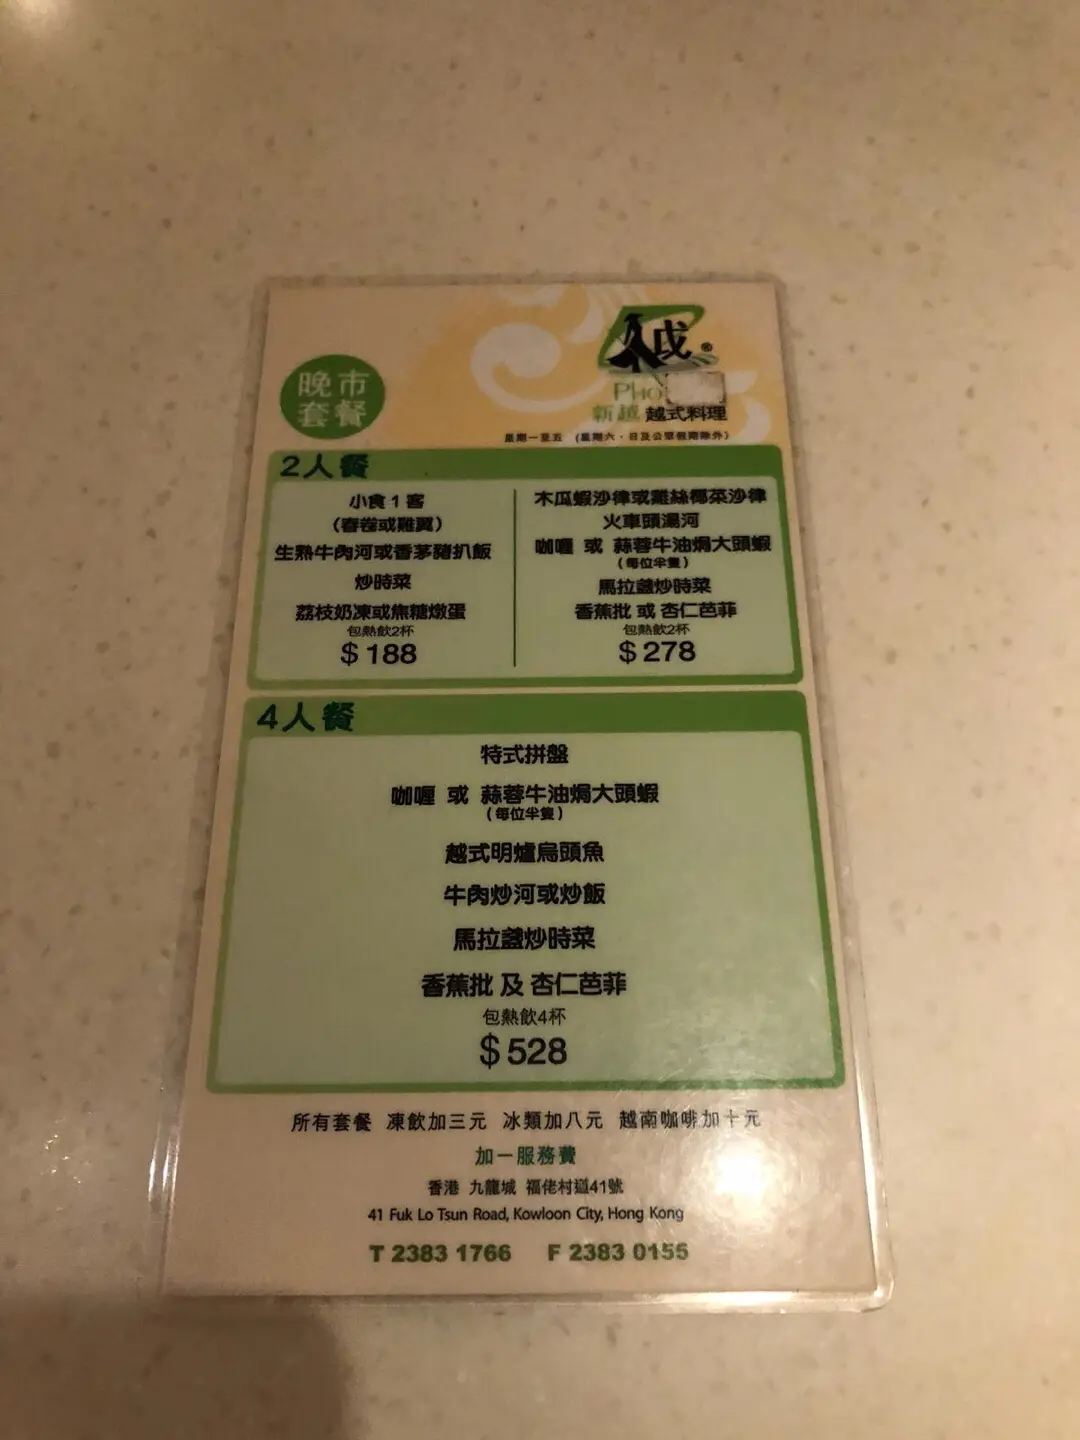 晚市
套餐
越
PHO
新越 越式料理
星期一至五 (星期六、日及公眾假期除外)
2人餐
小食1客
(春卷或雞翼)
生熟牛肉河或香茅豬扒飯
炒時菜
荔枝奶凍或焦糖燉蛋
包熱飲2杯
$188
木瓜蝦沙律或雞絲椰菜沙律
火車頭湯河
咖喱 或 蒜蓉牛油焗大頭蝦
(每位半隻)
馬拉盞炒時菜
香蕉批 或 杏仁芭菲
包熱飲2杯
$278
4人餐
特式拼盤
咖喱 或 蒜蓉牛油焗大頭蝦
(每位半隻)
越式明爐烏頭魚
牛肉炒河或炒飯
馬拉盞炒時菜
香蕉批 及 杏仁芭菲
包熱飲4杯
$528
所有套餐 凍飲加三元 冰類加八元 越南咖啡加十元
加一服務費
香港 九龍城 福佬村道41號
41 Fuk Lo Tsun Road, Kowloon City, Hong Kong
T 2383 1766 F 2383 0155